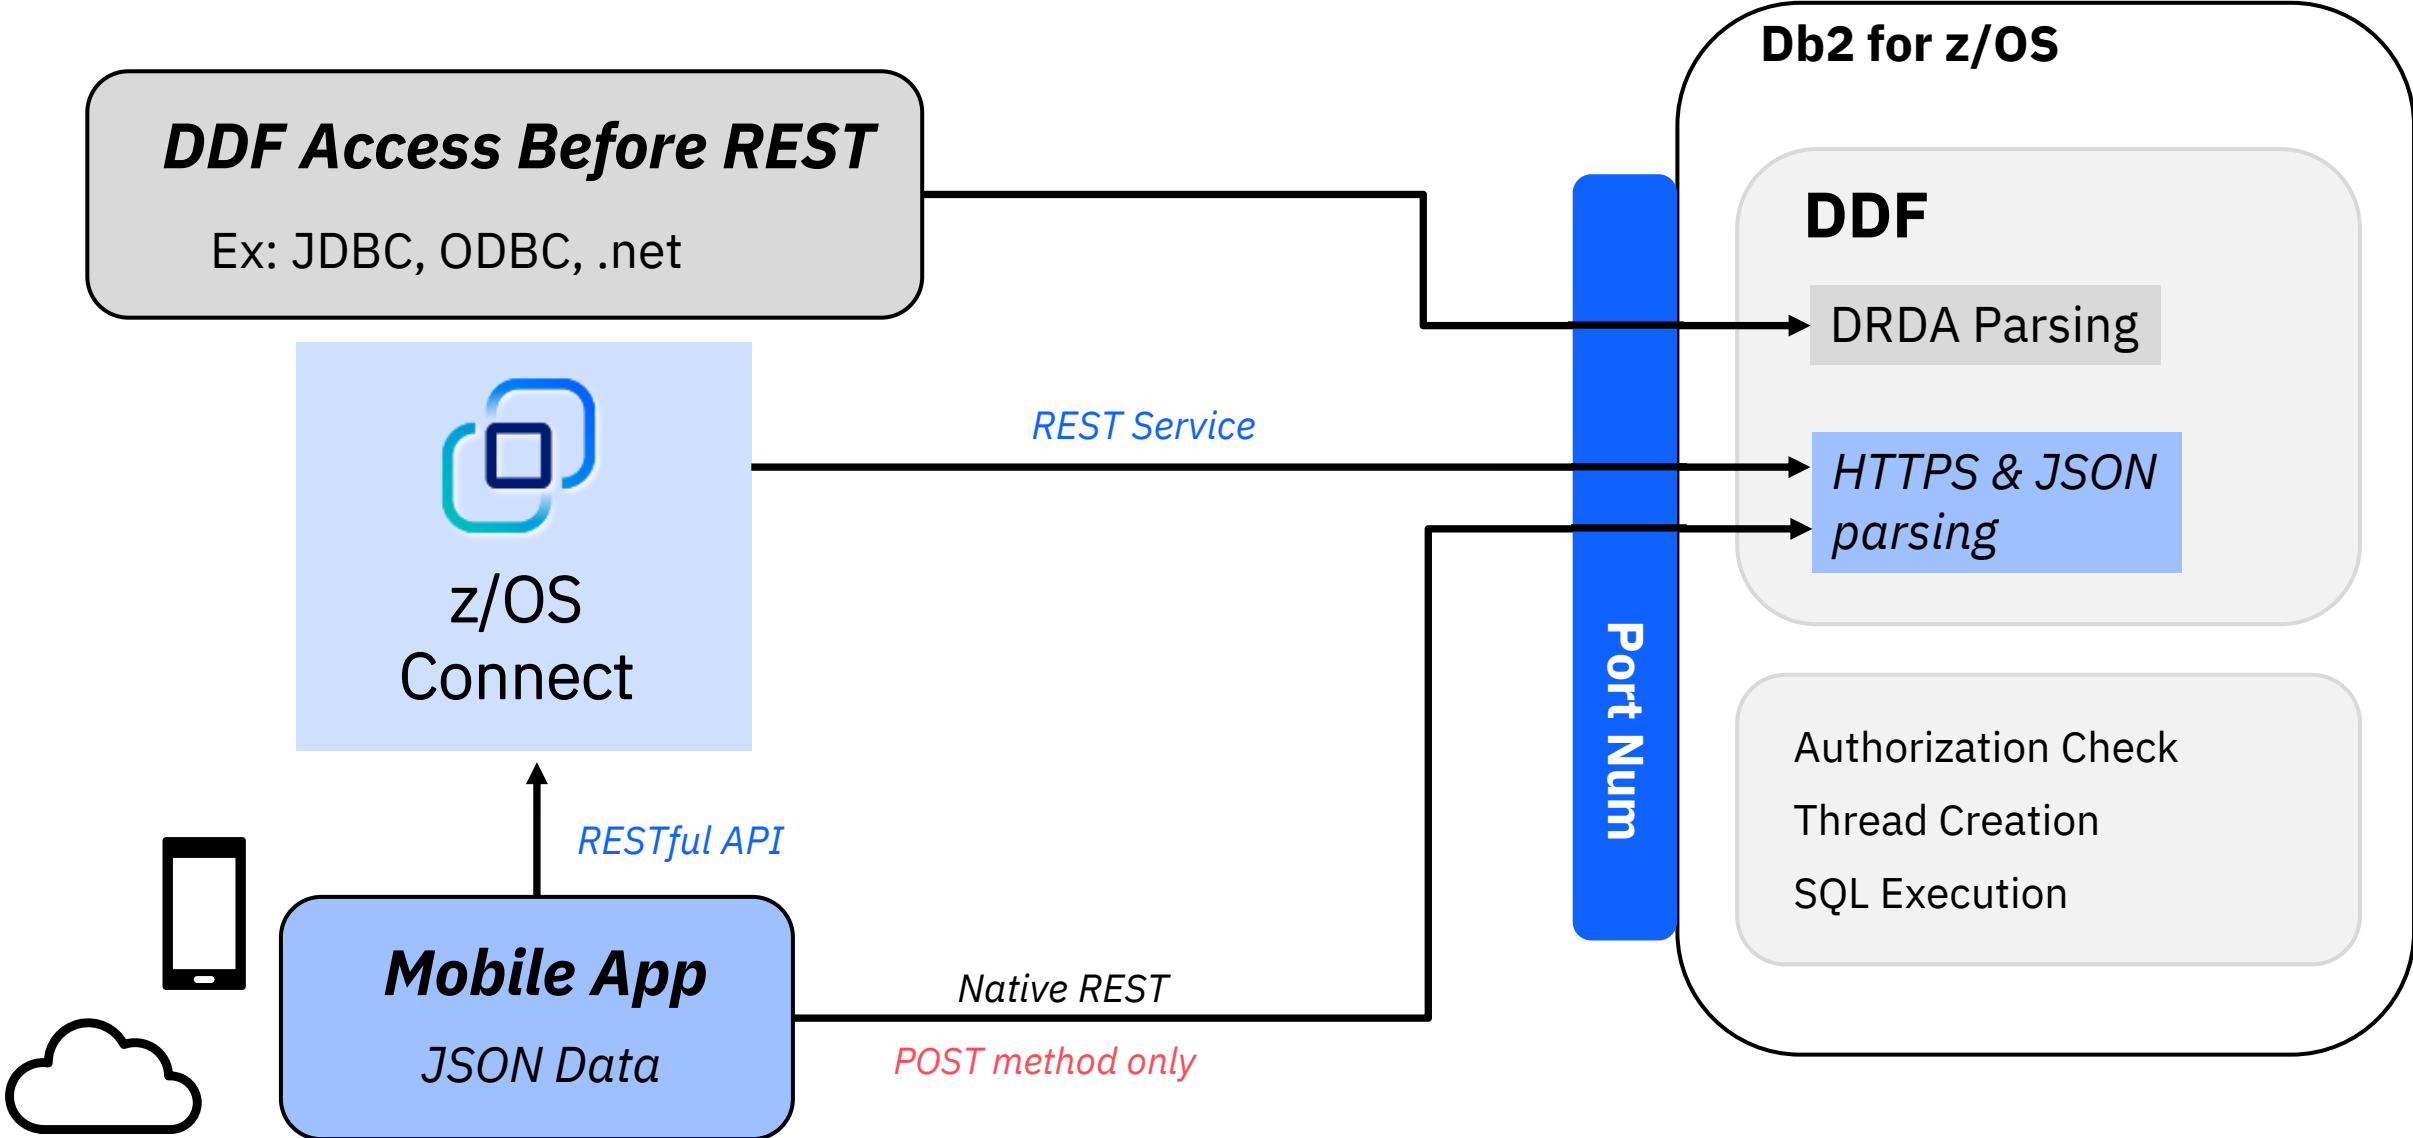 Db2 for z/OS
DDF Access Before REST
Ex: JDBC, ODBC, .net
DDF
DRDA Parsing
REST Service
HTTPS & JSON
parsing
z/OS
Connect
Port Num
Authorization Check
Thread Creation
SQL Execution
RESTful API
Mobile App
JSON Data
Native REST
POST method only